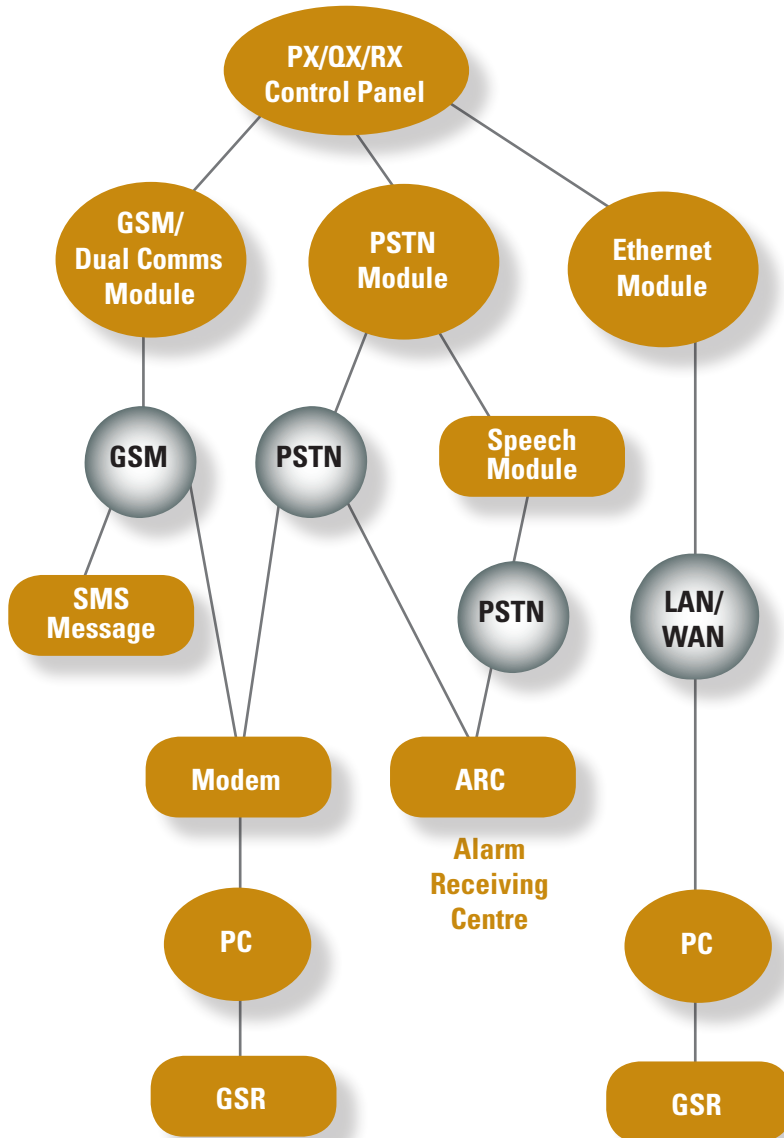 PX/QX/RX
Control Panel
GSM/
Dual Comms
Module
PSTN
Module
Ethernet
Module
GSM
PSTN
Speech
Module
SMS
Message
PSTN
LAN/
WAN
Modem
ARC
Alarm
Receiving
Centre
PC
PC
GSR
GSR